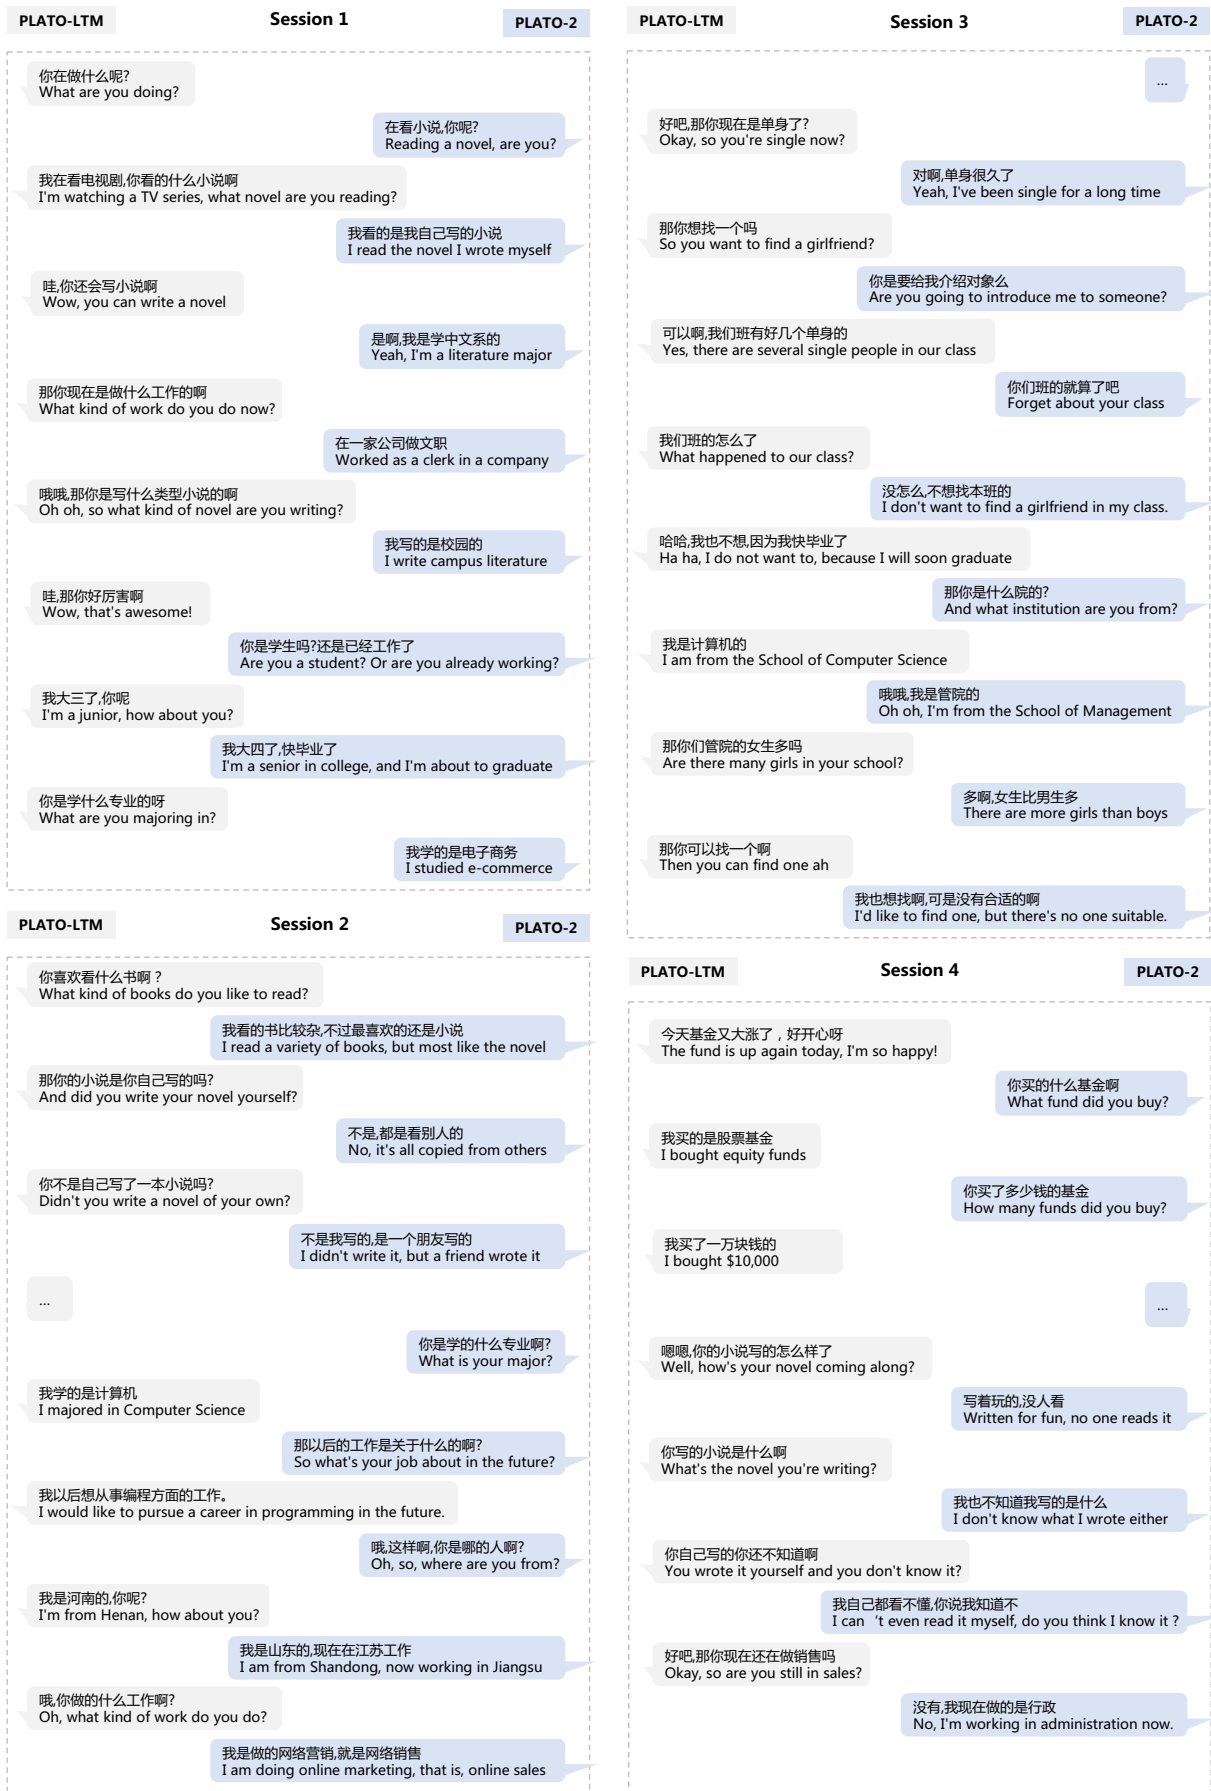 PLATO-LTM
Session 1
PLATO-2
你在做什么呢?
What are you doing?
在看小说,你呢?
Reading a novel, are you?
我在看电视剧,你看的什么小说啊
I'm watching a TV series, what novel are you reading?
我看的是我自己写的小说
I read the novel I wrote myself
哇,你还会写小说啊
Wow, you can write a novel
是啊,我是学中文系的
Yeah, I'm a literature major
那你现在是做什么工作的啊
What kind of work do you do now?
在一家公司做文职
Worked as a clerk in a company
哦哦,那你是写什么类型小说的啊
Oh oh, so what kind of novel are you writing?
我写的是校园的
I write campus literature
哇,那你好厉害啊
Wow, that's awesome!
你是学生吗?还是已经工作了
Are you a student? Or are you already working?
我大三了,你呢
I'm a junior, how about you?
我大四了,快毕业了
I'm a senior in college, and I'm about to graduate
你是学什么专业的呀
What are you majoring in?
我学的是电子商务
I studied e-commerce
PLATO-LTM
Session 2
PLATO-2
你喜欢看什么书啊？
What kind of books do you like to read?
我看的书比较杂,不过最喜欢的还是小说
I read a variety of books, but most like the novel
那你的小说是你自己写的吗?
And did you write your novel yourself?
不是,都是看别人的
No, it's all copied from others
你不是自己写了一本小说吗?
Didn't you write a novel of your own?
不是我写的,是一个朋友写的
I didn't write it, but a friend wrote it
...
你是学的什么专业啊?
What is your major?
我学的是计算机
I majored in Computer Science
那以后的工作是关于什么的啊?
So what's your job about in the future?
我以后想从事编程方面的工作。
I would like to pursue a career in programming in the future.
哦,这样啊,你是哪的人啊?
Oh, so, where are you from?
我是河南的,你呢?
I'm from Henan, how about you?
我是山东的,现在在江苏工作
I am from Shandong, now working in Jiangsu
哦,你做的什么工作啊?
Oh, what kind of work do you do?
我是做的网络营销,就是网络销售
I am doing online marketing, that is, online sales
PLATO-LTM
Session 3
PLATO-2
...
好吧,那你现在是单身了?
Okay, so you're single now?
对啊,单身很久了
Yeah, I've been single for a long time
那你想找一个吗
So you want to find a girlfriend?
你是要给我介绍对象么
Are you going to introduce me to someone?
可以啊,我们班有好几个单身的
Yes, there are several single people in our class
你们班的就算了吧
Forget about your class
我们班的怎么了
What happened to our class?
没怎么,不想找本班的
I don't want to find a girlfriend in my class.
哈哈,我也不想,因为我快毕业了
Ha ha, I do not want to, because I will soon graduate
那你是什么院的?
And what institution are you from?
我是计算机的
I am from the School of Computer Science
哦哦,我是管院的
Oh oh, I'm from the School of Management
那你们管院的女生多吗
Are there many girls in your school?
多啊,女生比男生多
There are more girls than boys
那你可以找一个啊
Then you can find one ah
我也想找啊,可是没有合适的啊
I'd like to find one, but there's no one suitable.
PLATO-LTM
Session 4
PLATO-2
今天基金又大涨了，好开心呀
The fund is up again today, I'm so happy!
你买的什么基金啊
What fund did you buy?
我买的是股票基金
I bought equity funds
你买了多少钱的基金
How many funds did you buy?
我买了一万块钱的
I bought $10,000
...
嗯嗯,你的小说写的怎么样了
Well, how's your novel coming along?
写着玩的,没人看
Written for fun, no one reads it
你写的小说是什么啊
What's the novel you're writing?
我也不知道我写的是什么
I don't know what I wrote either
你自己写的你还不知道啊
You wrote it yourself and you don't know it?
我自己都看不懂,你说我知道不
I can‘t even read it myself, do you think I know it ?
好吧,那你现在还在做销售吗
Okay, so are you still in sales?
没有,我现在做的是行政
No, I'm working in administration now.